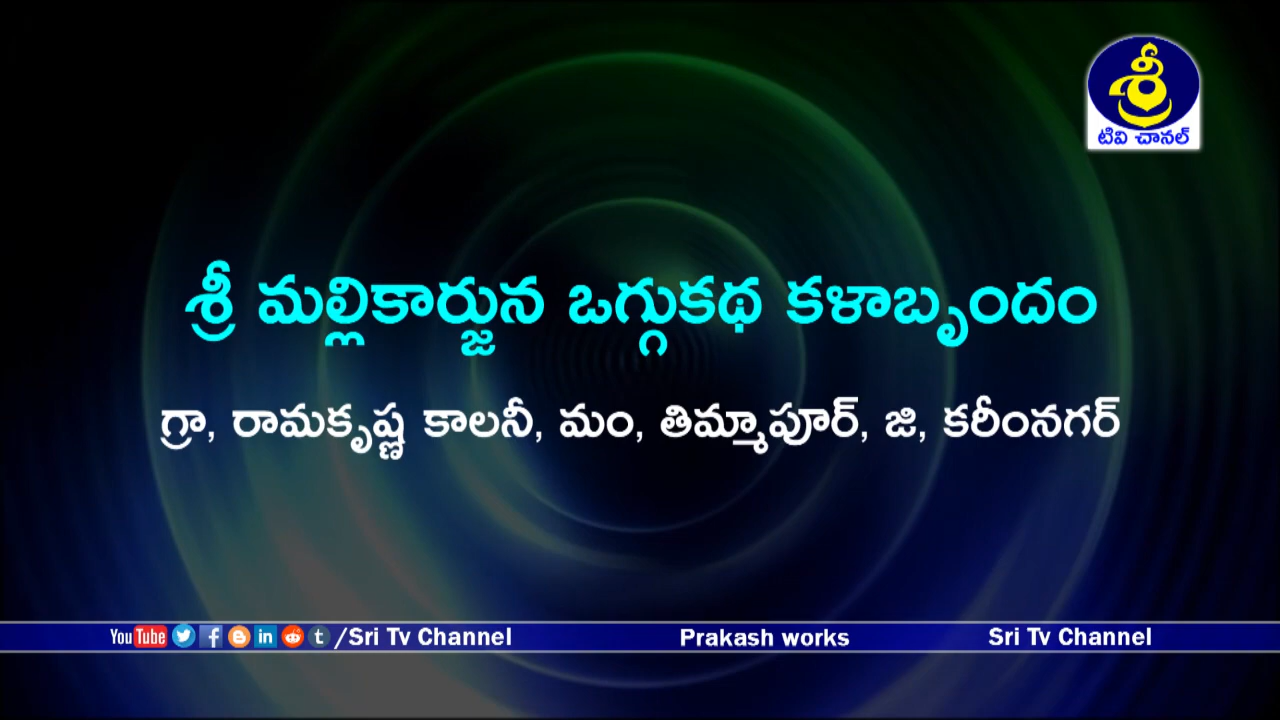 శ్రీ
టివి చానల్
శ్రీ మల్లికార్జున ఒగ్గుకథ కళాబృందం
గ్రా, రామకృష్ణ కాలనీ, మం, తిమ్మాపూర్, జి, కరీంనగర్
YouTube /Sri Tv Channel Prakash works Sri Tv Channel